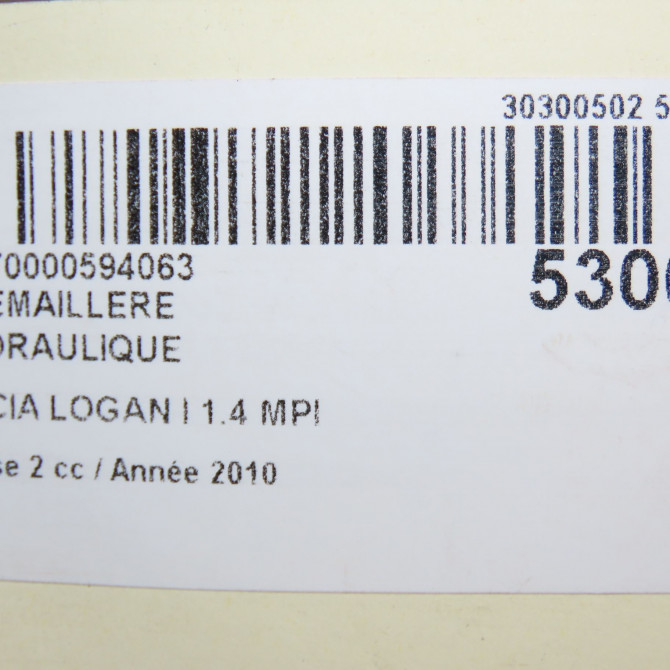 30300502 5
70000594063
5300
EMAILLERE
DRAULIQUE
CIA LOGAN I 1.4 MPI
se 2 cc / Année 2010